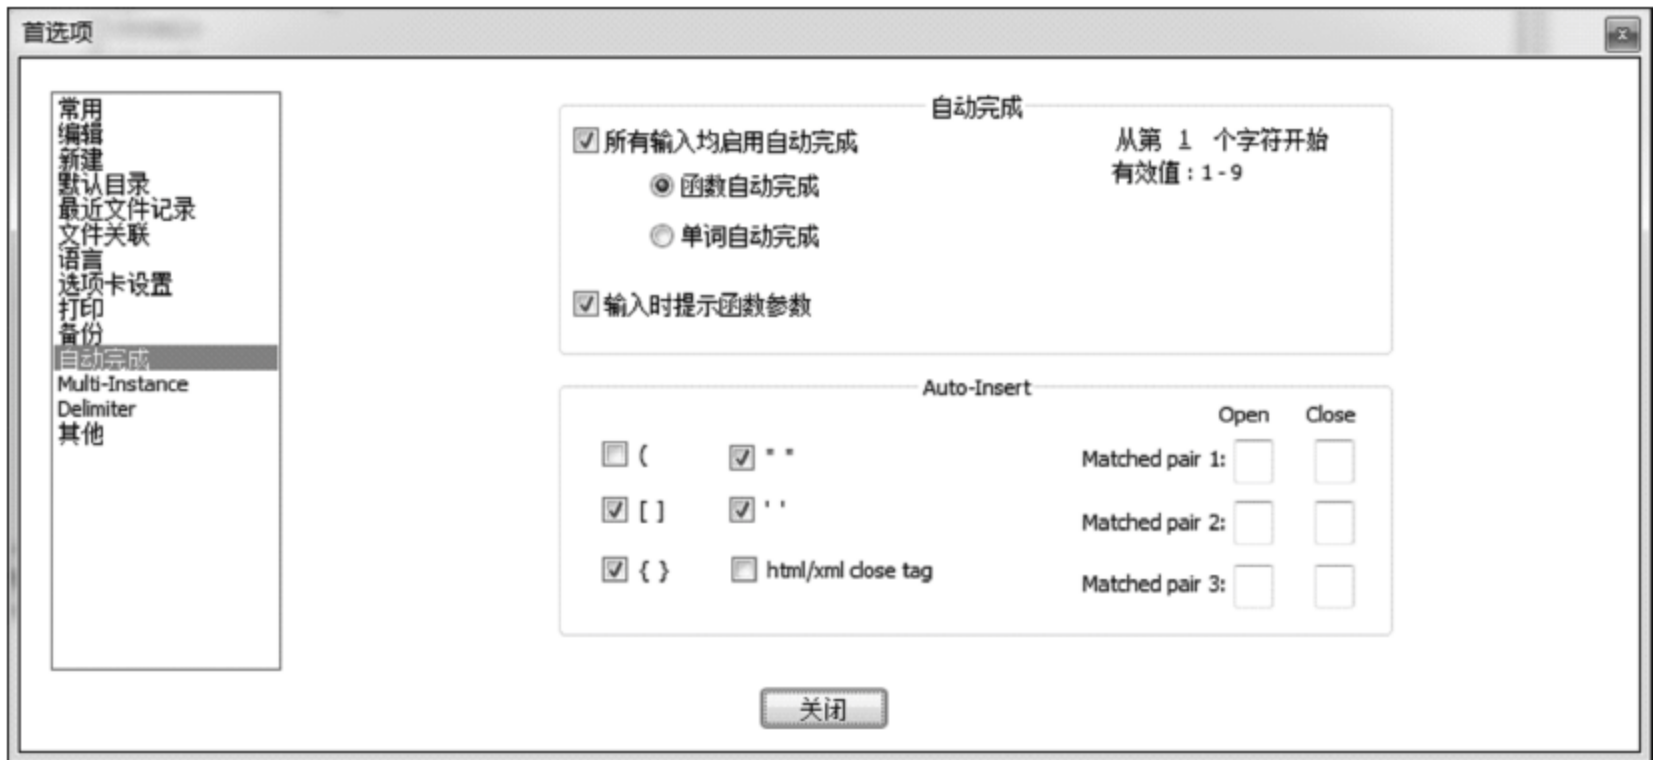 首选项
常用
编辑
新建
默认目录
最近文件记录
文件关联
语言
选项卡设置
打印
备份
自动完成
Multi-Instance
Delimiter
其他
自动完成
所有输入均启用自动完成
从第 1 个字符开始
有效值:1-9
函数自动完成
单词自动完成
输入时提示函数参数
Auto-Insert
Open Close
( " " Matched pair 1:
[ ] ' ' Matched pair 2:
{ } html/xml close tag Matched pair 3:
关闭